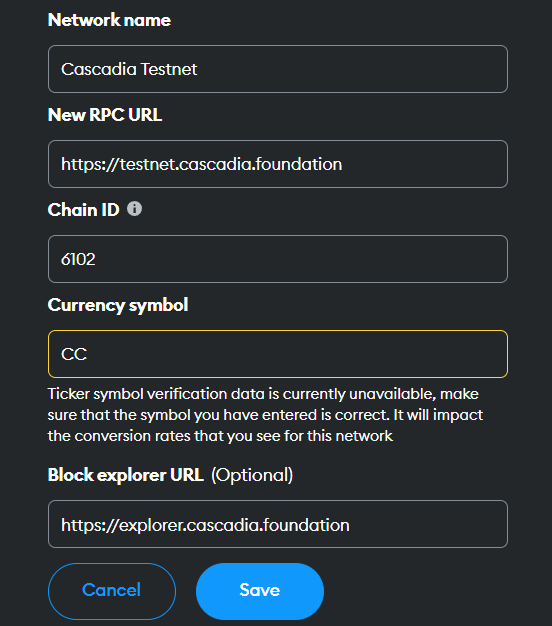 Network name
Cascadia Testnet
New RPC URL
https://testnet.cascadia.foundation
Chain ID
6102
Currency symbol
CC
Ticker symbol verification data is currently unavailable, make
sure that the symbol you have entered is correct. It will impact
the conversion rates that you see for this network
Block explorer URL (Optional)
https://explorer.cascadia.foundation
Cancel Save